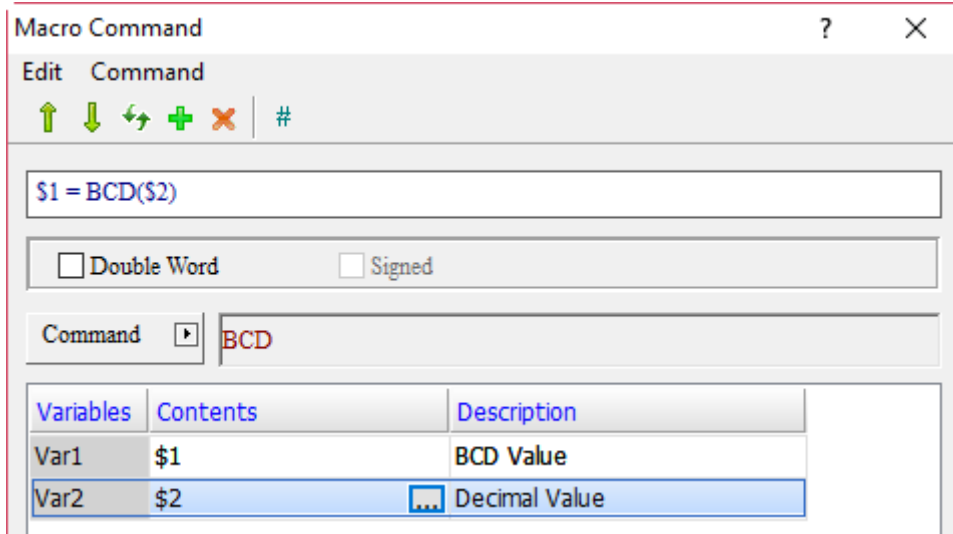 Macro Command ? ×
Edit Command
#
$1 = BCD($2)
Double Word Signed
Command BCD
Variables Contents Description
Var1 $1 BCD Value
Var2 $2 ... Decimal Value